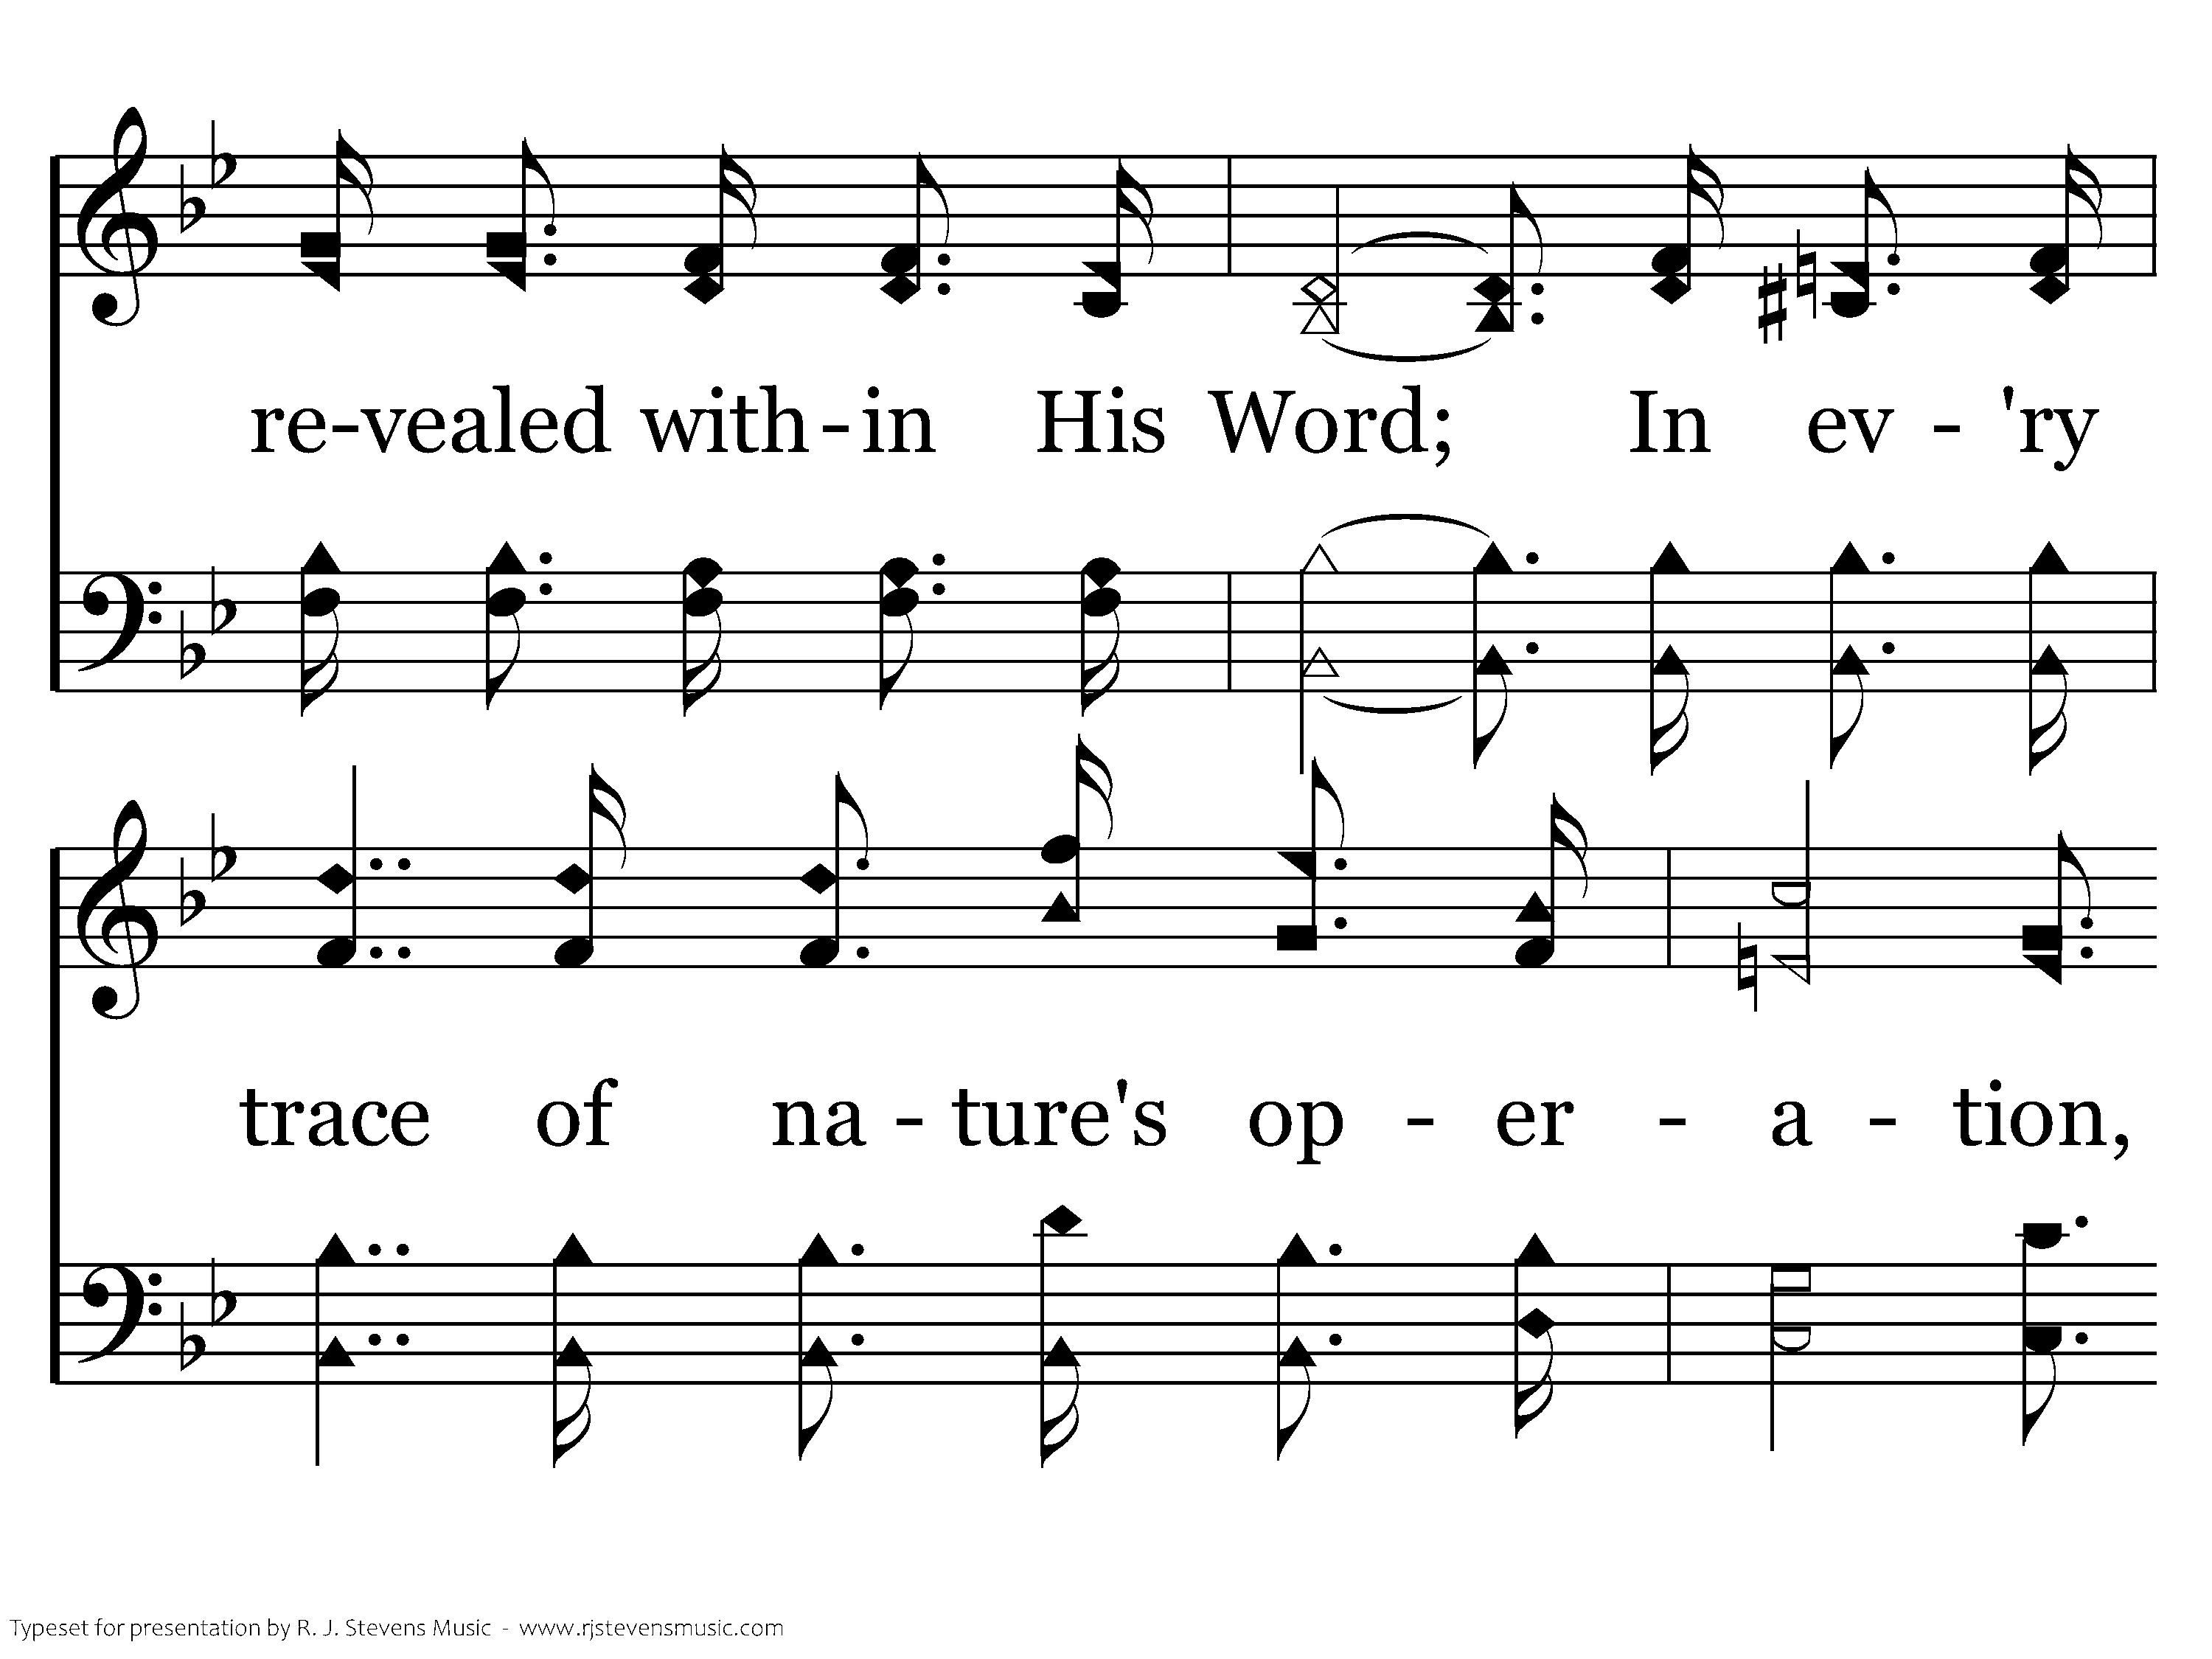 re-vealed with-in His Word; In ev - 'ry
trace of na - ture's op - er - a - tion,
Typeset for presentation by R. J. Stevens Music - www.rjstevensmusic.com